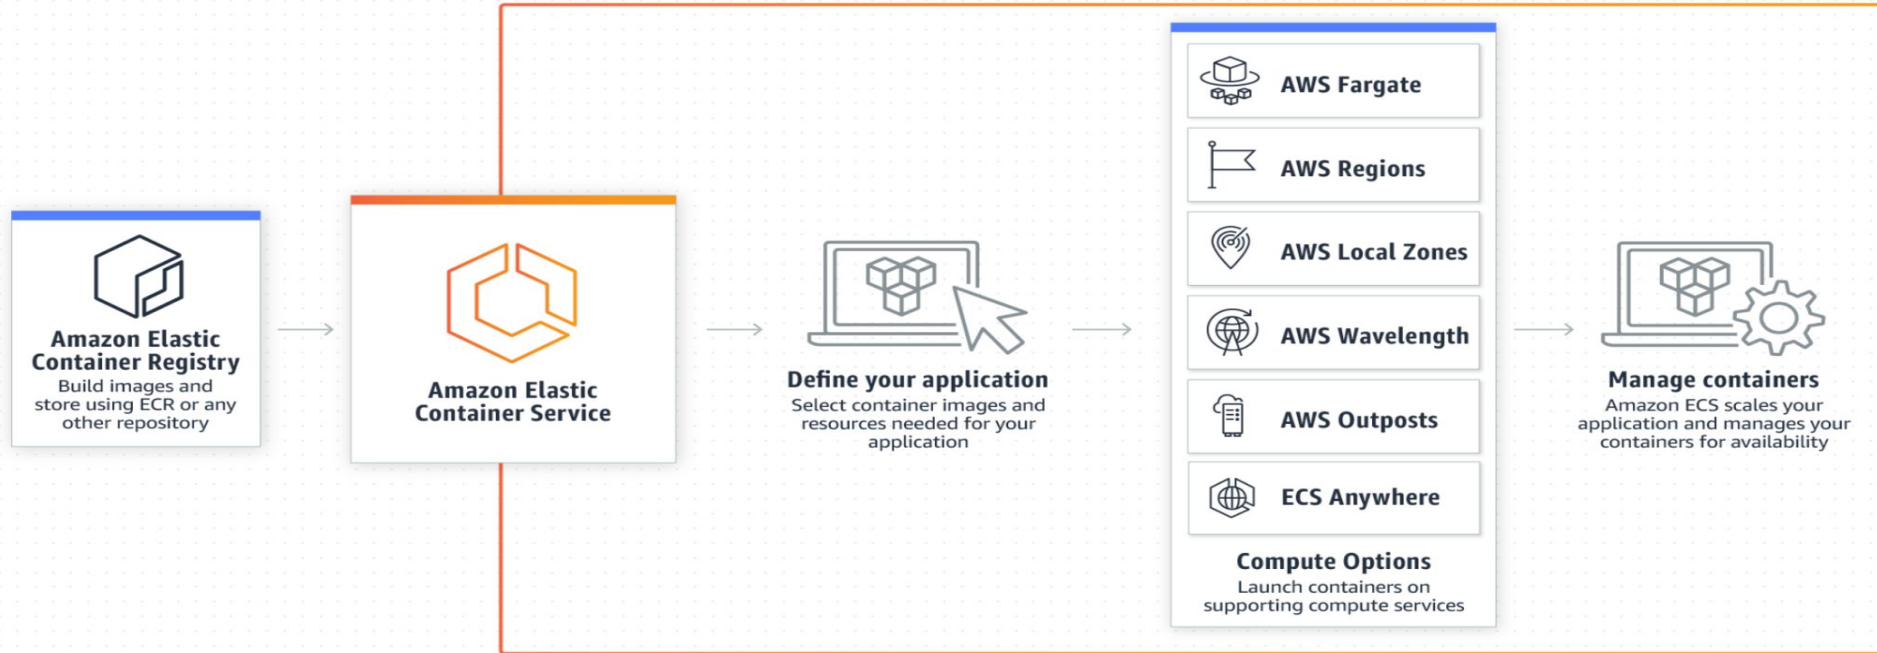 Amazon Elastic
Container Registry
Build images and
store using ECR or any
other repository
Amazon Elastic
Container Service
Define your application
Select container images and
resources needed for your
application
AWS Fargate
AWS Regions
AWS Local Zones
AWS Wavelength
AWS Outposts
ECS Anywhere
Compute Options
Launch containers on
supporting compute services
Manage containers
Amazon ECS scales your
application and manages your
containers for availability